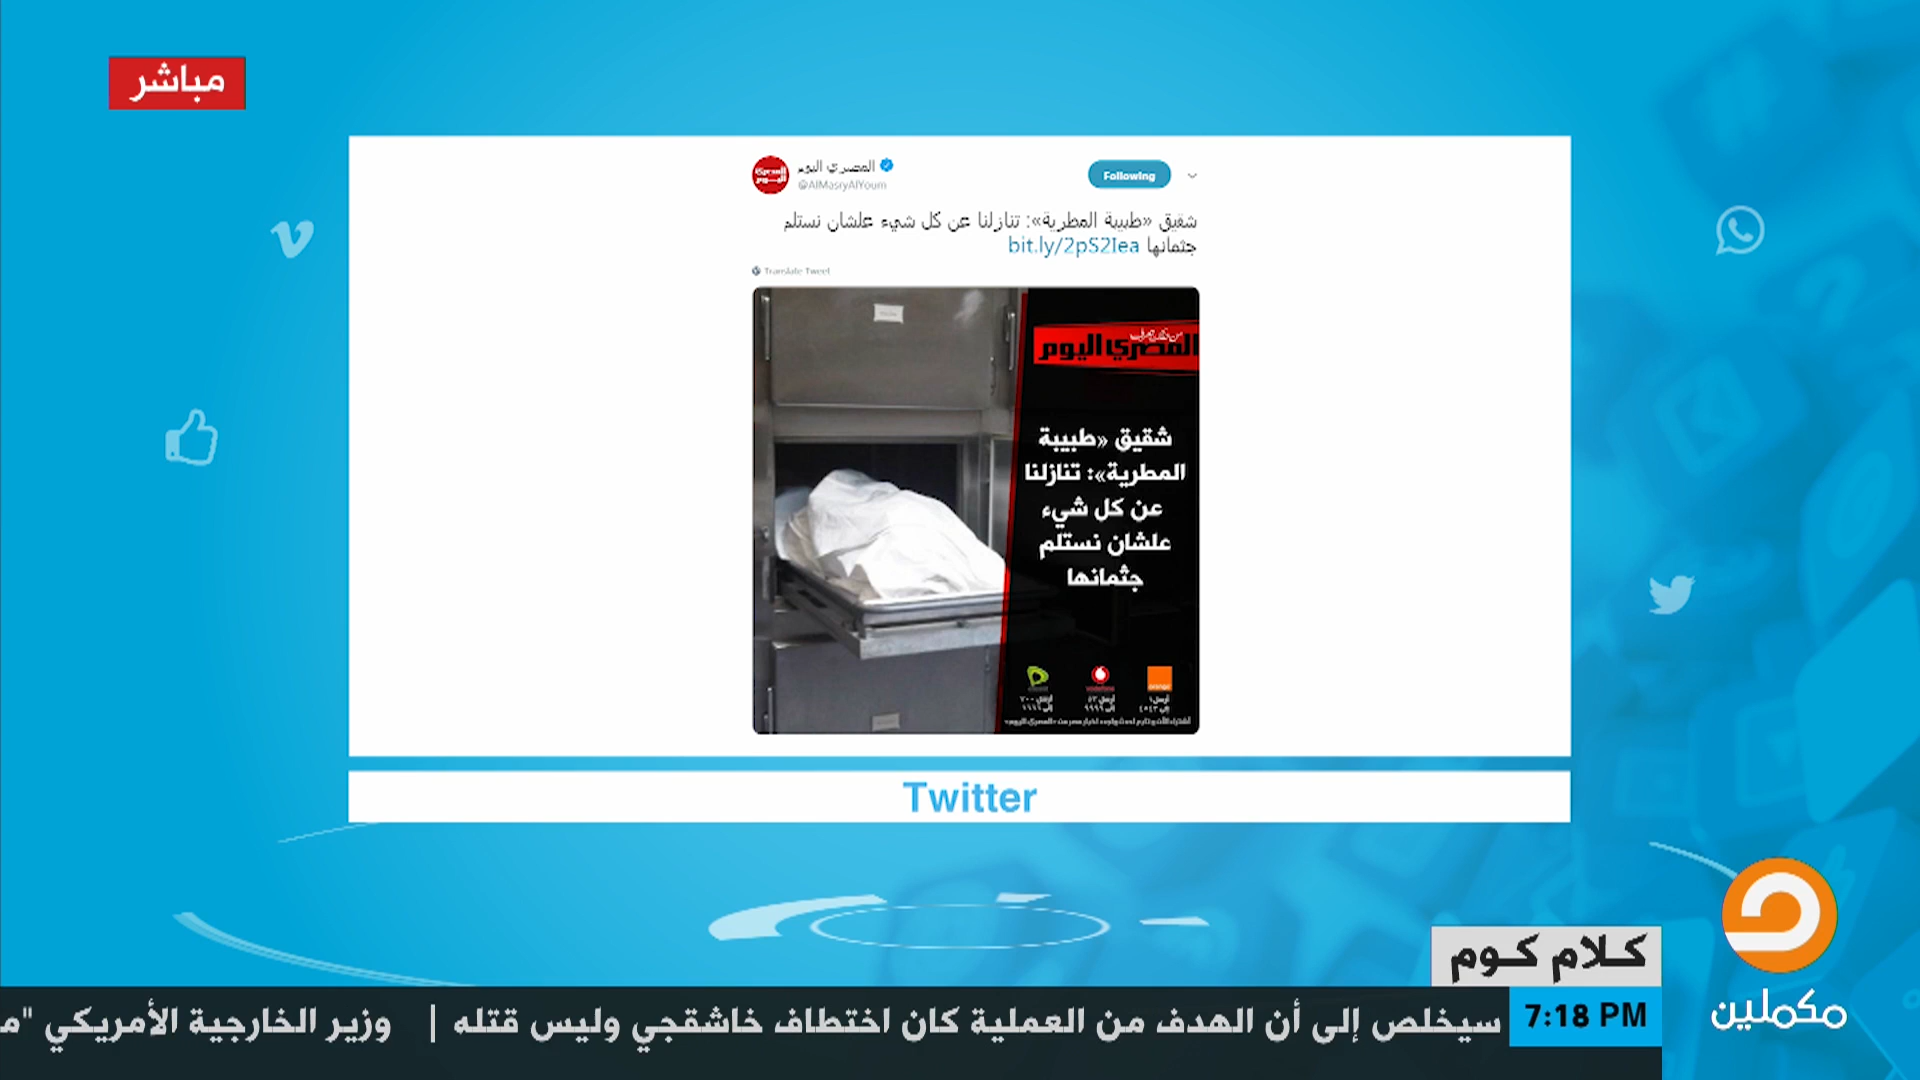 مباشر
المصري اليوم
@AlMasryAlYoum
Following
شقيق «طبيبة المطرية»: تنازلنا عن كل شيء علشان نستلم
جثمانها bit.ly/2pS2Iea
Translate Tweet
المصري اليوم
شقيق «طبيبة
المطرية»: تنازلنا
عن كل شيء
علشان نستلم
جثمانها
vodafone
orange
Twitter
كلام كوم
مكملين
7:18 PM
سيخلص إلى أن الهدف من العملية كان اختطاف خاشقجي وليس قتله | وزير الخارجية الأمريكي "م